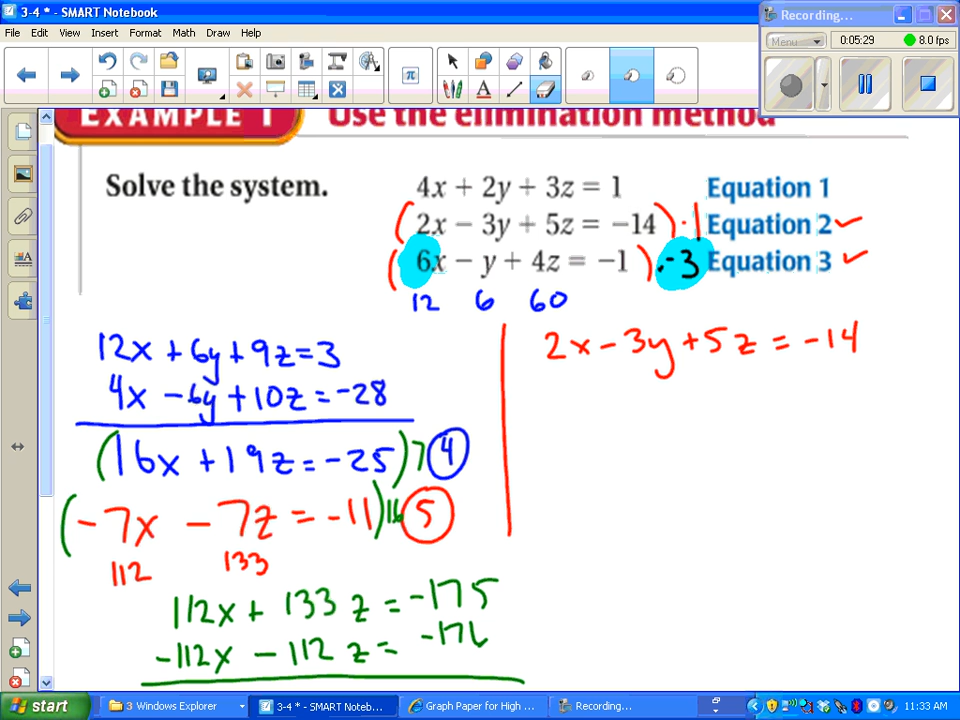 3-4 * - SMART Notebook
File Edit View Insert Format Math Draw Help
Recording...
Menu 0:05:29 8.0 fps
EXAMPLE 1 Use the elimination method
Solve the system.
4x + 2y + 3z = 1 Equation 1
(2x − 3y + 5z = −14) · 1 Equation 2 ✓
(6x − y + 4z = −1) · -3 Equation 3 ✓
12 6 60
12x + 6y + 9z = 3
4x - 6y + 10z = -28
(16x + 19z = -25)7 4
(-7x - 7z = -11)16 5
112 133
112x + 133z = -175
-112x - 112z = -176
2x - 3y + 5z = -14
start 3 Windows Explorer 3-4 * - SMART Noteb... Graph Paper for High ... Recording... 11:33 AM